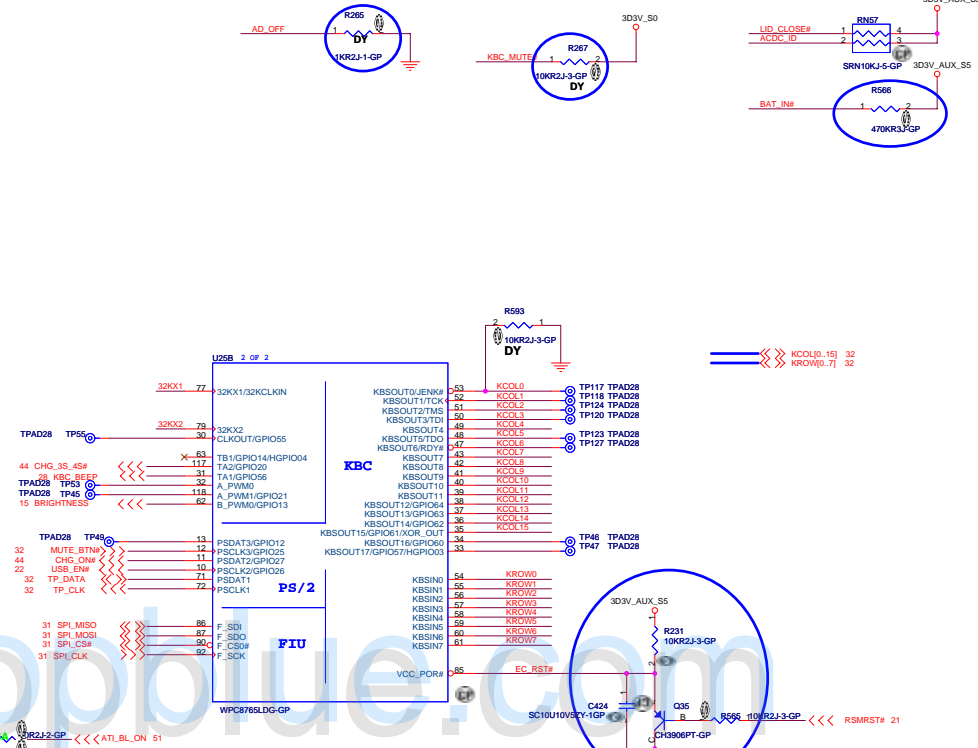 3D3V_AUX_S5
R265
AD_OFF
1
2
DY
1KR2J-1-GP
3D3V_S0
R267
KBC_MUTE#
1
2
10KR2J-3-GP
DY
RN57
LID_CLOSE#
1
4
ACDC_ID
2
3
SRN10KJ-5-GP
3D3V_AUX_S5
R566
BAT_IN#
1
2
470KR3J-GP
R593
2
1
10KR2J-3-GP
DY
KCOL[0..15] 32
KROW[0..7] 32
U25B 2 OF 2
32KX1 77 32KX1/32KCLKIN
32KX2 79 32KX2
TPAD28 TP55 30 CLKOUT/GPIO55
63 TB1/GPIO14/HGPIO04
44 CHG_3S_4S# 117 TA2/GPIO20
28 KBC_BEEP 31 TA1/GPIO56
TPAD28 TP53 32 A_PWM0
TPAD28 TP45 118 A_PWM1/GPIO21
15 BRIGHTNESS 62 B_PWM0/GPIO13
TPAD28 TP49 13 PSDAT3/GPIO12
32 MUTE_BTN# 12 PSCLK3/GPIO25
44 CHG_ON# 11 PSDAT2/GPIO27
22 USB_EN# 10 PSCLK2/GPIO26
32 TP_DATA 71 PSDAT1
32 TP_CLK 72 PSCLK1
31 SPI_MISO 86 F_SDI
31 SPI_MOSI 87 F_SDO
31 SPI_CS# 90 F_CS0#
31 SPI_CLK 92 F_SCK
KBC
PS/2
FIU
KBSOUT0/JENK# 53 KCOL0 TP117 TPAD28
KBSOUT1/TCK 52 KCOL1 TP118 TPAD28
KBSOUT2/TMS 51 KCOL2 TP124 TPAD28
KBSOUT3/TDI 50 KCOL3 TP120 TPAD28
KBSOUT4 49 KCOL4
KBSOUT5/TDO 48 KCOL5 TP123 TPAD28
KBSOUT6/RDY# 47 KCOL6 TP127 TPAD28
KBSOUT7 43 KCOL7
KBSOUT8 42 KCOL8
KBSOUT9 41 KCOL9
KBSOUT10 40 KCOL10
KBSOUT11 39 KCOL11
KBSOUT12/GPIO64 38 KCOL12
KBSOUT13/GPIO63 37 KCOL13
KBSOUT14/GPIO62 36 KCOL14
KBSOUT15/GPIO61/XOR_OUT 35 KCOL15
KBSOUT16/GPIO60 34 TP46 TPAD28
KBSOUT17/GPIO57/HGPIO03 33 TP47 TPAD28
KBSIN0 54 KROW0
KBSIN1 55 KROW1
KBSIN2 56 KROW2
KBSIN3 57 KROW3
KBSIN4 58 KROW4
KBSIN5 59 KROW5
KBSIN6 60 KROW6
KBSIN7 61 KROW7
VCC_POR# 85 EC_RST#
WPC8765LDG-GP
3D3V_AUX_S5
1
R231
10KR2J-3-GP
2
1
C424
SC10U10V5ZY-1GP
Q35
B
CH3906PT-GP
C
R565
1
10KR2J-3-GP
RSMRST# 21
ATI_BL_ON 51
opblue.com